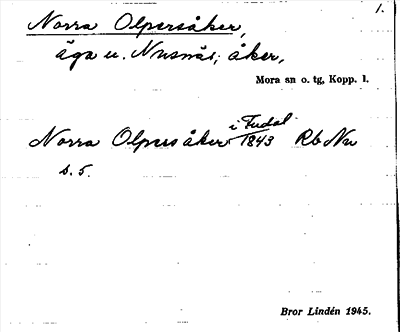 1.
Norra Olpersåker,
äga u. Nusnäs; åker,
Mora sn o. tg, Kopp. l.
Norra Olpersåker i 1843 Rb Nu
s. 5.
Bror Lindén 1945.